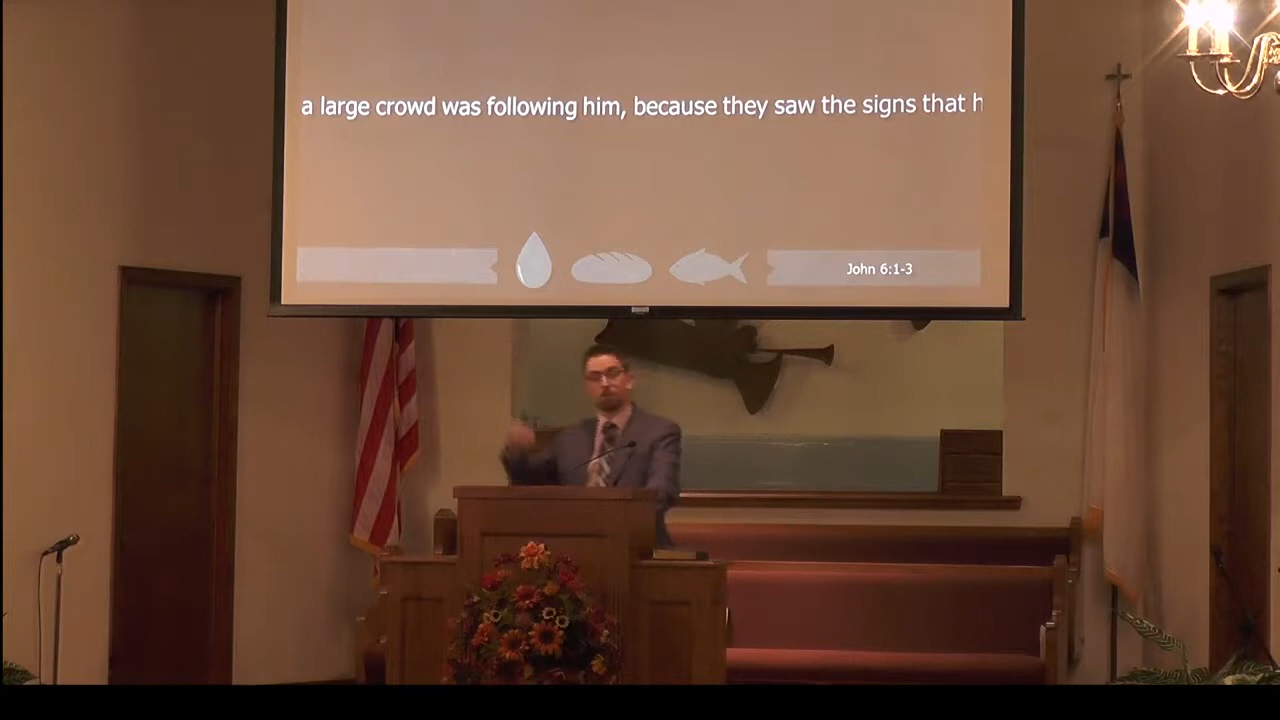 a large crowd was following him, because they saw the signs that h
John 6:1-3